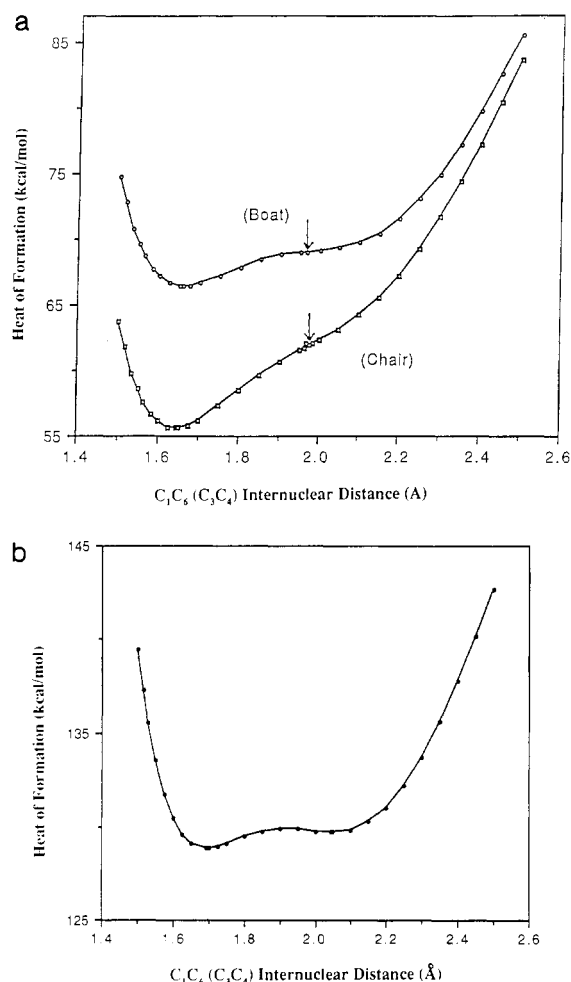 a
85
75
65
55
Heat of Formation (kcal/mol)
(Boat)
(Chair)
1.4 1.6 1.8 2.0 2.2 2.4 2.6
C₁C₆ (C₃C₄) Internuclear Distance (A)
b
145
135
125
Heat of Formation (kcal/mol)
1.4 1.6 1.8 2.0 2.2 2.4 2.6
C₁C₆ (C₃C₄) Internuclear Distance (Å)